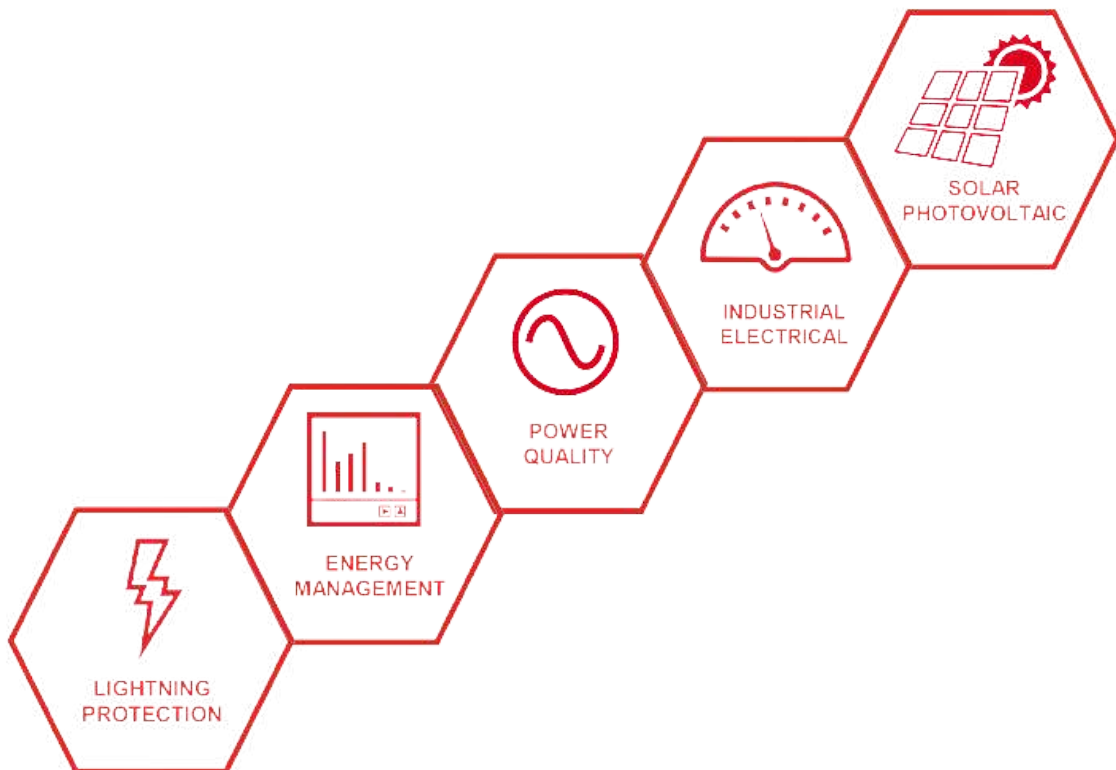 SOLAR
PHOTOVOLTAIC
INDUSTRIAL
ELECTRICAL
POWER
QUALITY
ENERGY
MANAGEMENT
LIGHTNING
PROTECTION